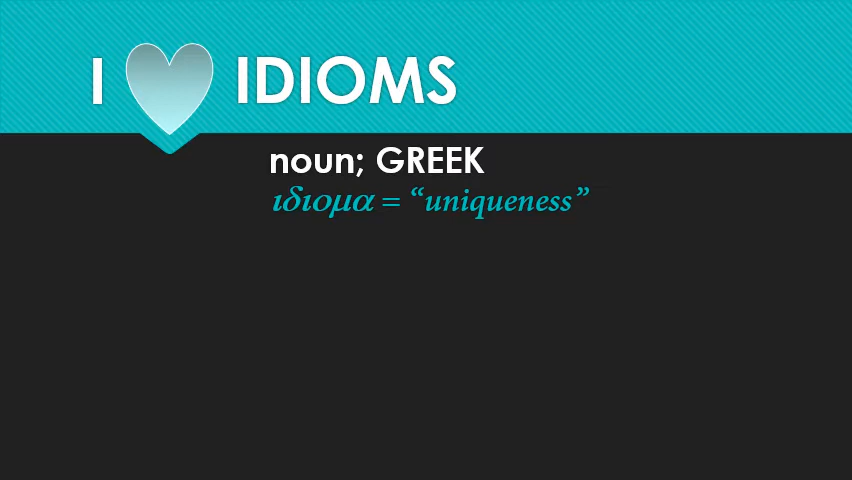 I IDIOMS
noun; GREEK
ιδιομα = “uniqueness”